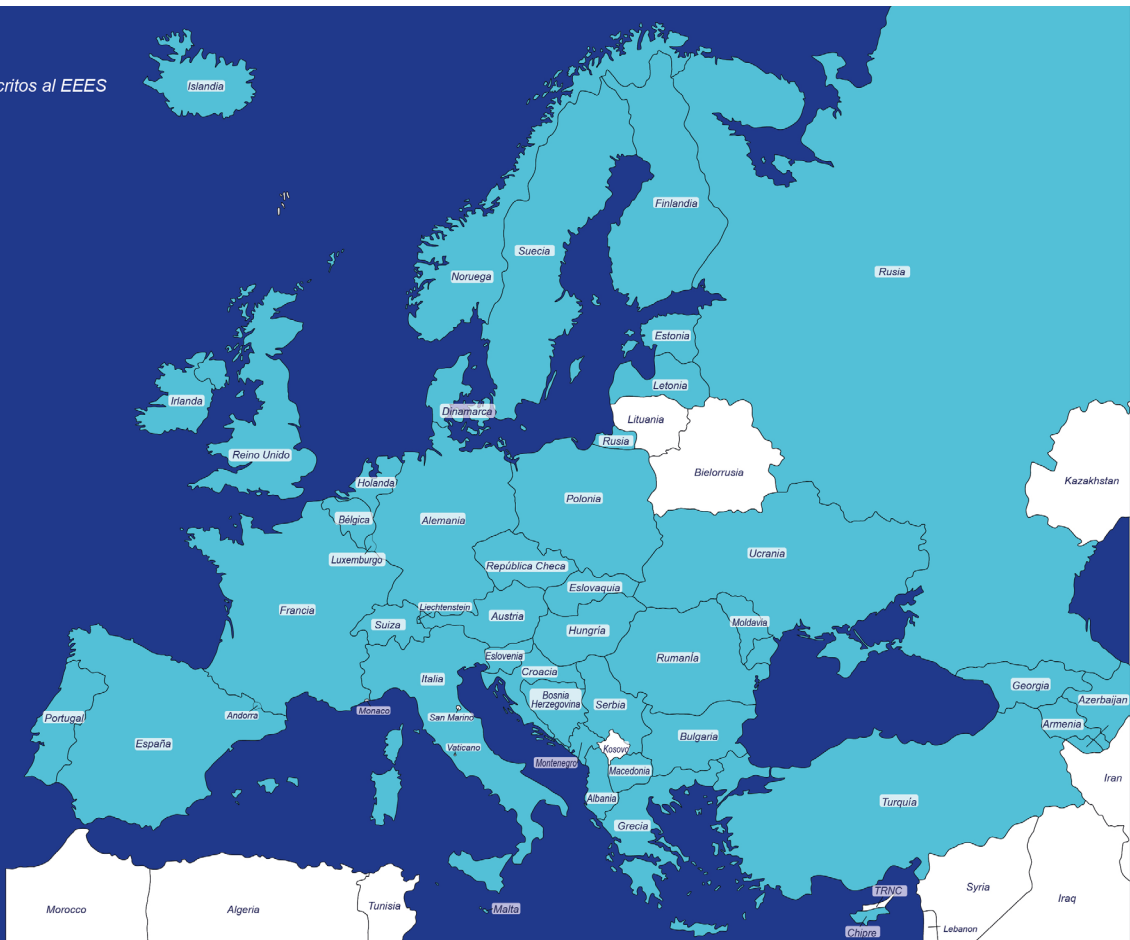 critos al EEES
Islandia
Finlandia
Suecia
Noruega
Rusia
Estonia
Letonia
Irlanda
Dinamarca
Lituania
Rusia
Reino Unido
Bielorrusia
Holanda
Kazakhstan
Polonia
Bélgica
Alemania
Luxemburgo
República Checa
Ucrania
Eslovaquia
Francia
Liechtenstein
Austria
Suiza
Hungría
Moldavia
Eslovenia
Rumanía
Croacia
Italia
Georgia
Bosnia
Herzegovina
Azerbaijan
Serbia
Monaco
Andorra
San Marino
Portugal
Armenia
Bulgaria
España
Vaticano
Kosovo
Montenegro
Macedonia
Iran
Albania
Turquía
Grecia
Syria
TRNC
Iraq
Morocco
Algeria
Tunisia
Malta
Lebanon
Chipre